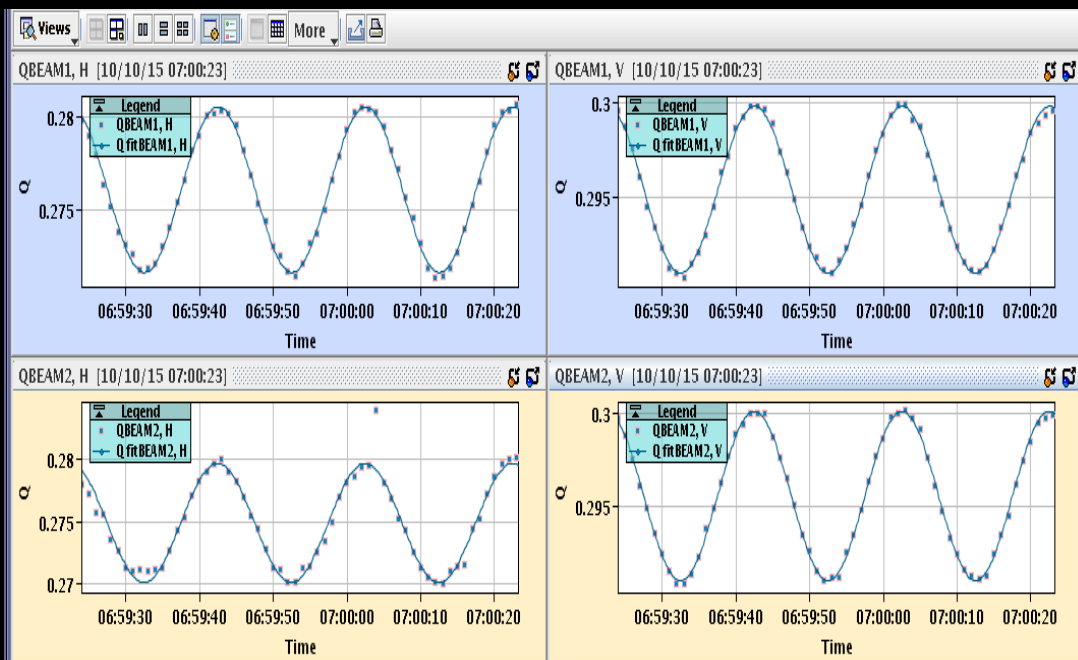 Views More
QBEAM1, H [10/10/15 07:00:23]
Legend
QBEAM1, H
Q fitBEAM1, H
0.28
0.275
Q
06:59:30 06:59:40 06:59:50 07:00:00 07:00:10 07:00:20
Time
QBEAM1, V [10/10/15 07:00:23]
Legend
QBEAM1, V
Q fitBEAM1, V
0.3
0.295
Q
06:59:30 06:59:40 06:59:50 07:00:00 07:00:10 07:00:20
Time
QBEAM2, H [10/10/15 07:00:23]
Legend
QBEAM2, H
Q fitBEAM2, H
0.28
0.275
0.27
Q
06:59:30 06:59:40 06:59:50 07:00:00 07:00:10 07:00:20
Time
QBEAM2, V [10/10/15 07:00:23]
Legend
QBEAM2, V
Q fitBEAM2, V
0.3
0.295
Q
06:59:30 06:59:40 06:59:50 07:00:00 07:00:10 07:00:20
Time